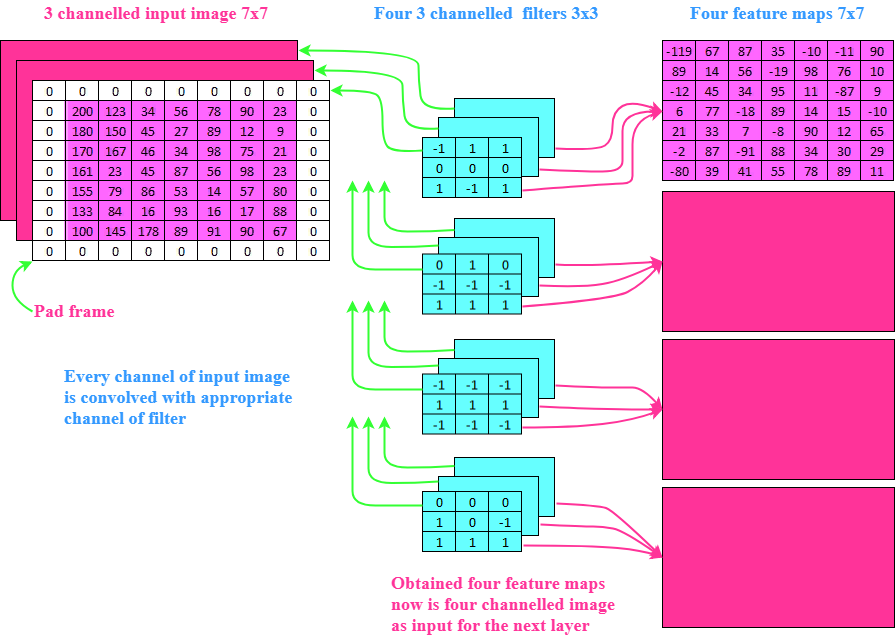 3 channelled input image 7x7
Four 3 channelled filters 3x3
Four feature maps 7x7
0 0 0 0 0 0 0 0 0
0 200 123 34 56 78 90 23 0
0 180 150 45 27 89 12 9 0
0 170 167 46 34 98 75 21 0
0 161 23 45 87 56 98 23 0
0 155 79 86 53 14 57 80 0
0 133 84 16 93 16 17 88 0
0 100 145 178 89 91 90 67 0
0 0 0 0 0 0 0 0 0
Pad frame
Every channel of input image
is convolved with appropriate
channel of filter
-1 1 1
0 0 0
1 -1 1
0 1 0
-1 -1 -1
1 1 1
-1 -1 -1
1 1 1
-1 -1 -1
0 0 0
1 0 -1
1 1 1
Obtained four feature maps
now is four channelled image
as input for the next layer
-119 67 87 35 -10 -11 90
89 14 56 -19 98 76 10
-12 45 34 95 11 -87 9
6 77 -18 89 14 15 -10
21 33 7 -8 90 12 65
-2 87 -91 88 34 30 29
-80 39 41 55 78 89 11